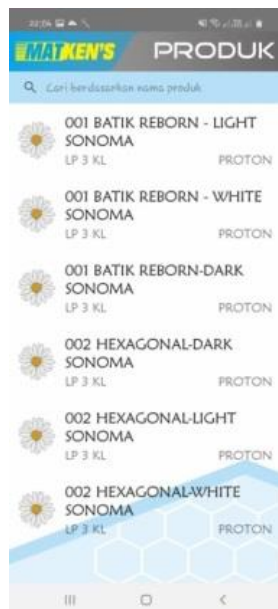 MATKEN'S PRODUK
Cari berdasarkan nama produk
001 BATIK REBORN - LIGHT
SONOMA
LP 3 KL PROTON
001 BATIK REBORN - WHITE
SONOMA
LP 3 KL PROTON
001 BATIK REBORN-DARK
SONOMA
LP 3 KL PROTON
002 HEXAGONAL-DARK
SONOMA
LP 3 KL PROTON
002 HEXAGONAL-LIGHT
SONOMA
LP 3 KL PROTON
002 HEXAGONAL-WHITE
SONOMA
LP 3 KL PROTON